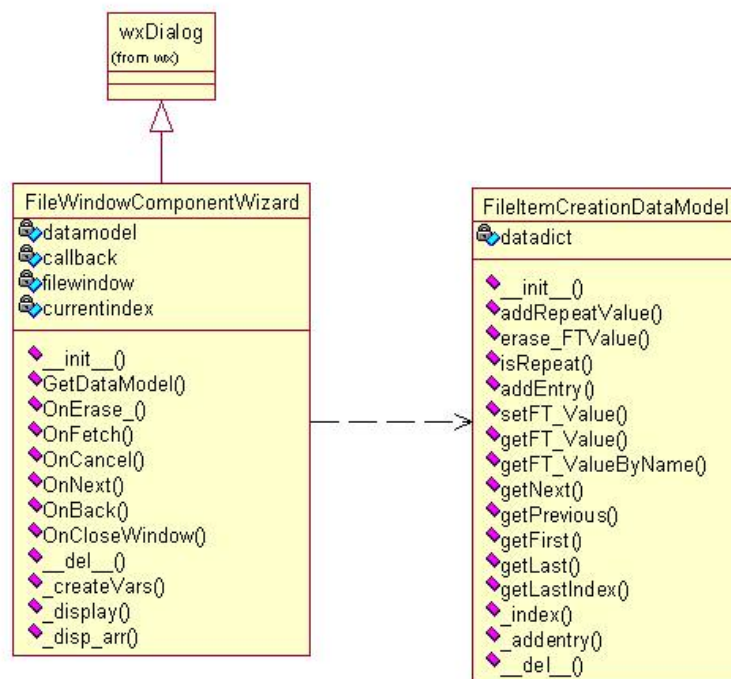 wxDialog
(from wx)
FileWindowComponentWizard
datamodel
callback
filewindow
currentindex
__init__()
GetDataModel()
OnErase_()
OnFetch()
OnCancel()
OnNext()
OnBack()
OnCloseWindow()
__del__()
_createVars()
_display()
_disp_arr()
FileItemCreationDataModel
datadict
__init__()
addRepeatValue()
erase_FTValue()
isRepeat()
addEntry()
setFT_Value()
getFT_Value()
getFT_ValueByName()
getNext()
getPrevious()
getFirst()
getLast()
getLastIndex()
_index()
_addentry()
__del__()